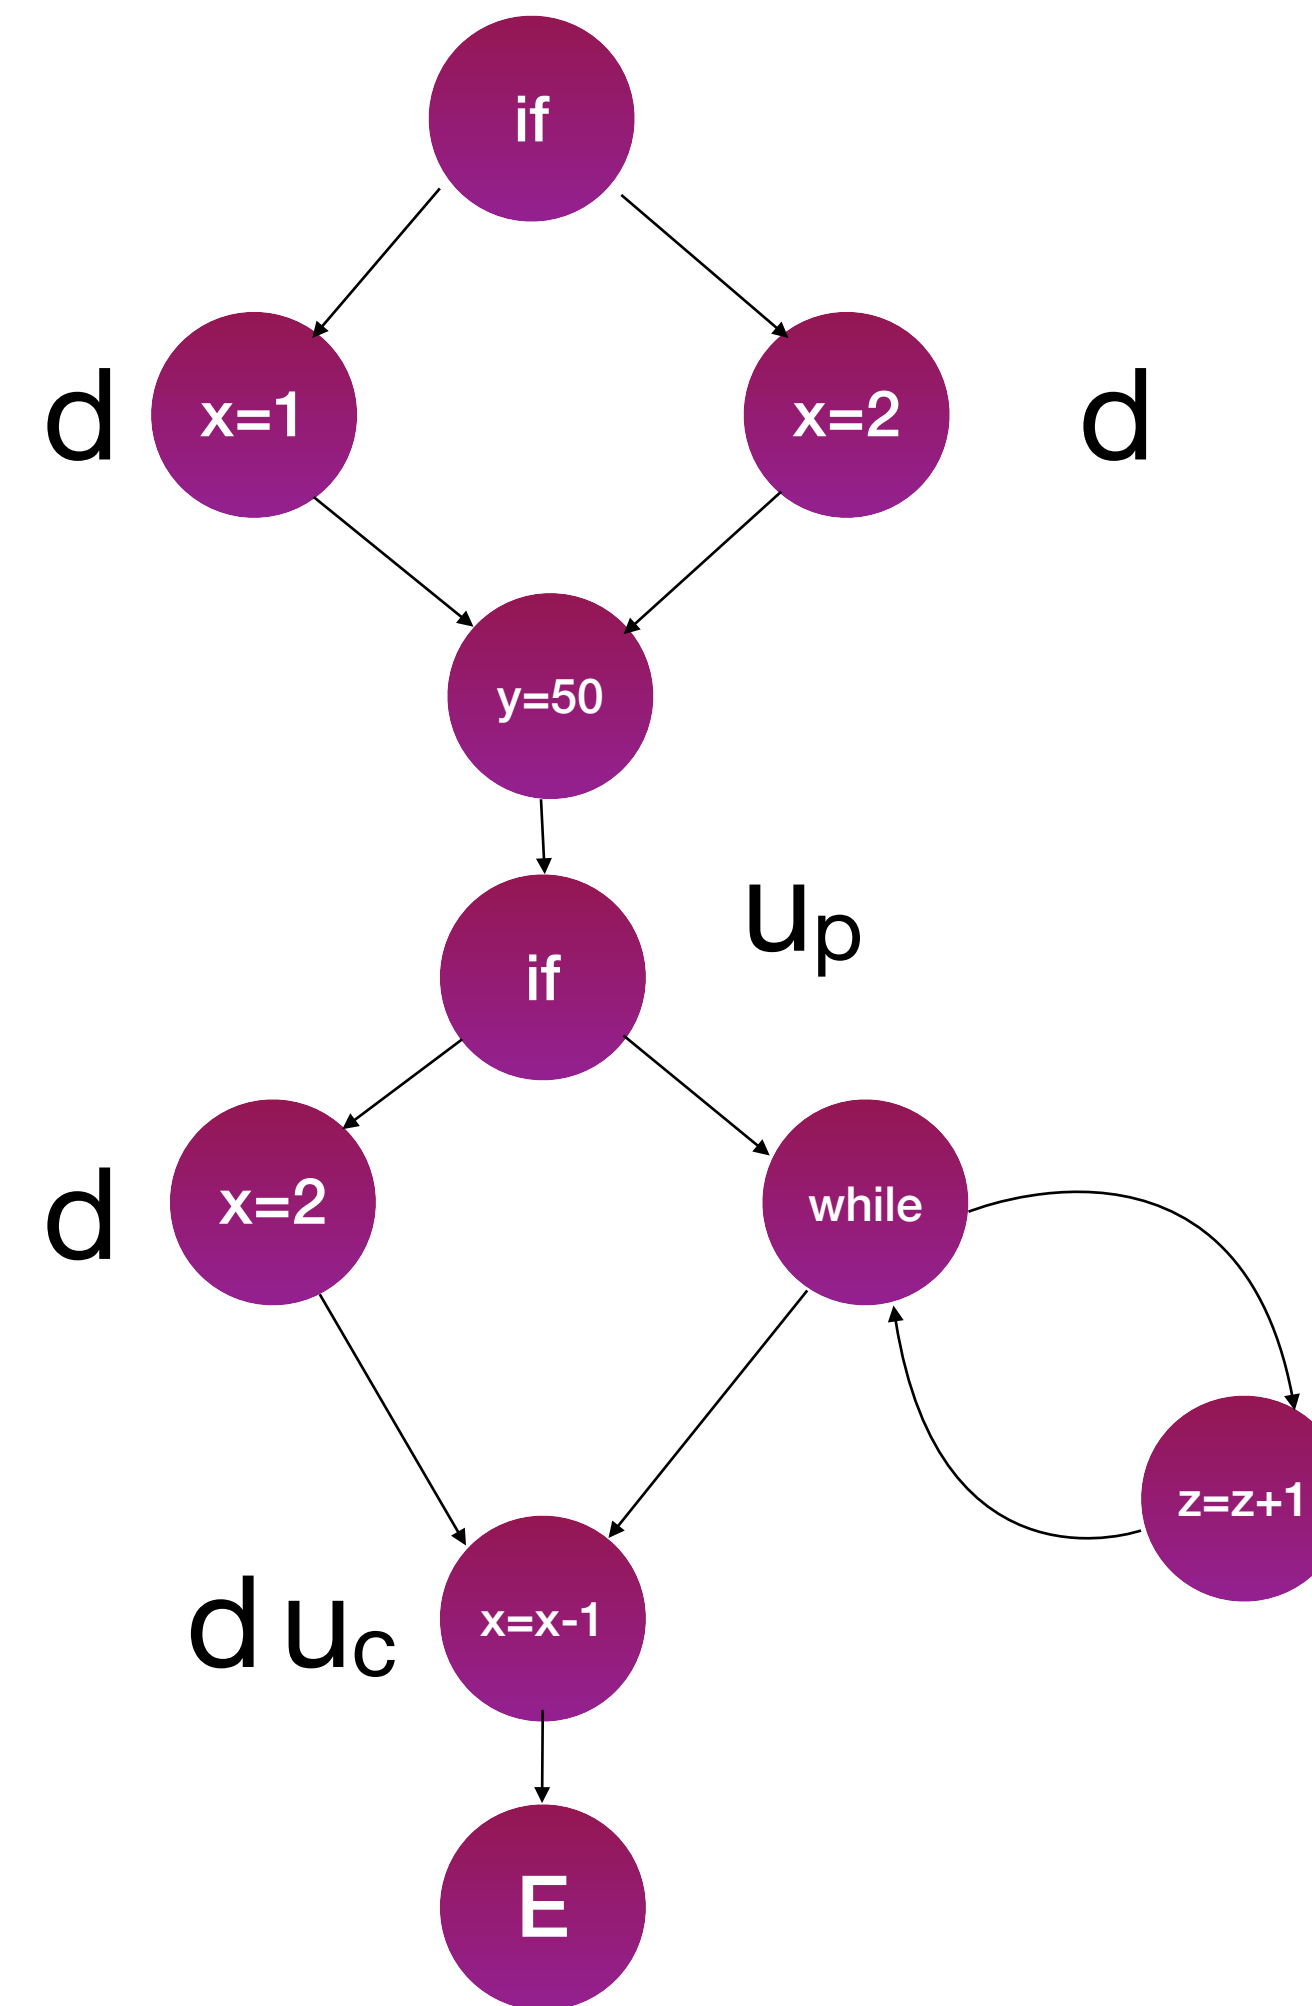 if
d x=1 x=2 d
y=50
up
if
d x=2 while
z=z+1
d uc x=x-1
E